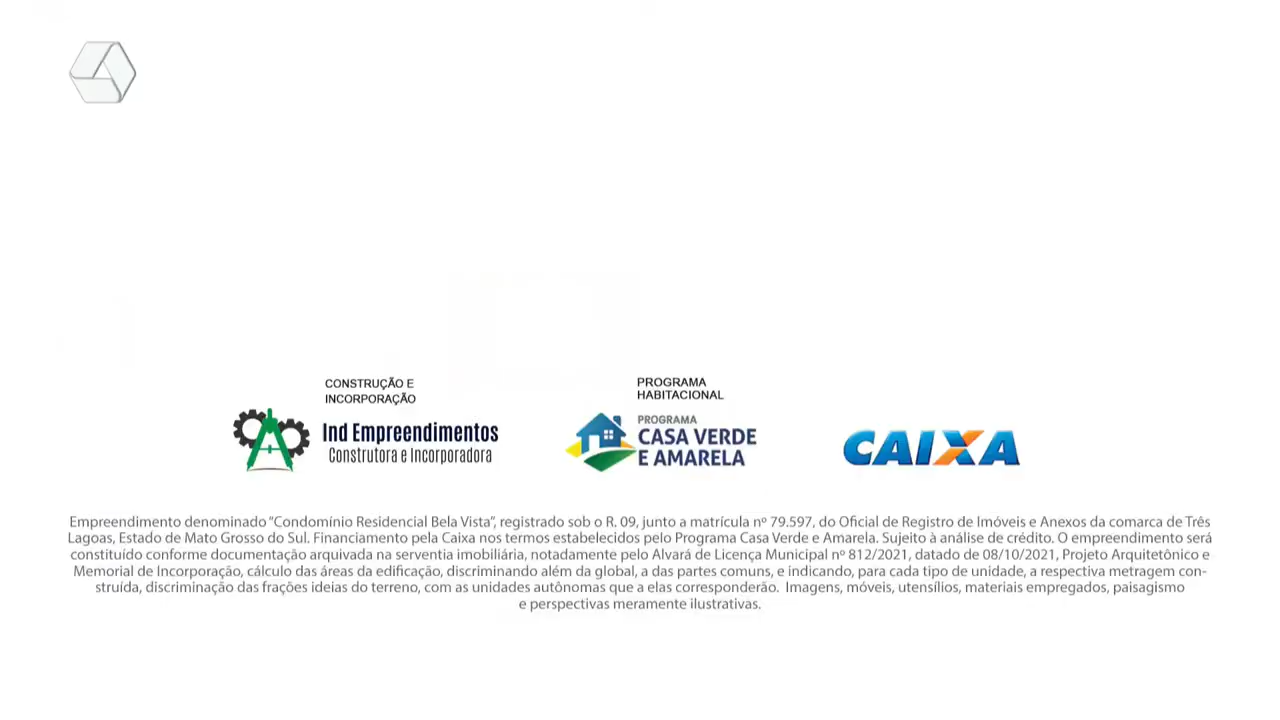 CONSTRUÇÃO E
INCORPORAÇÃO
Ind Empreendimentos
Construtora e Incorporadora
PROGRAMA
HABITACIONAL
PROGRAMA
CASA VERDE
E AMARELA
CAIXA
Empreendimento denominado “Condomínio Residencial Bela Vista”, registrado sob o R. 09, junto a matrícula nº 79.597, do Oficial de Registro de Imóveis e Anexos da comarca de Três
Lagoas, Estado de Mato Grosso do Sul. Financiamento pela Caixa nos termos estabelecidos pelo Programa Casa Verde e Amarela. Sujeito à análise de crédito. O empreendimento será
constituído conforme documentação arquivada na serventia imobiliária, notadamente pelo Alvará de Licença Municipal nº 812/2021, datado de 08/10/2021, Projeto Arquitetônico e
Memorial de Incorporação, cálculo das áreas da edificação, discriminando além da global, a das partes comuns, e indicando, para cada tipo de unidade, a respectiva metragem con-
struída, discriminação das frações ideias do terreno, com as unidades autônomas que a elas corresponderão.  Imagens, móveis, utensílios, materiais empregados, paisagismo
e perspectivas meramente ilustrativas.